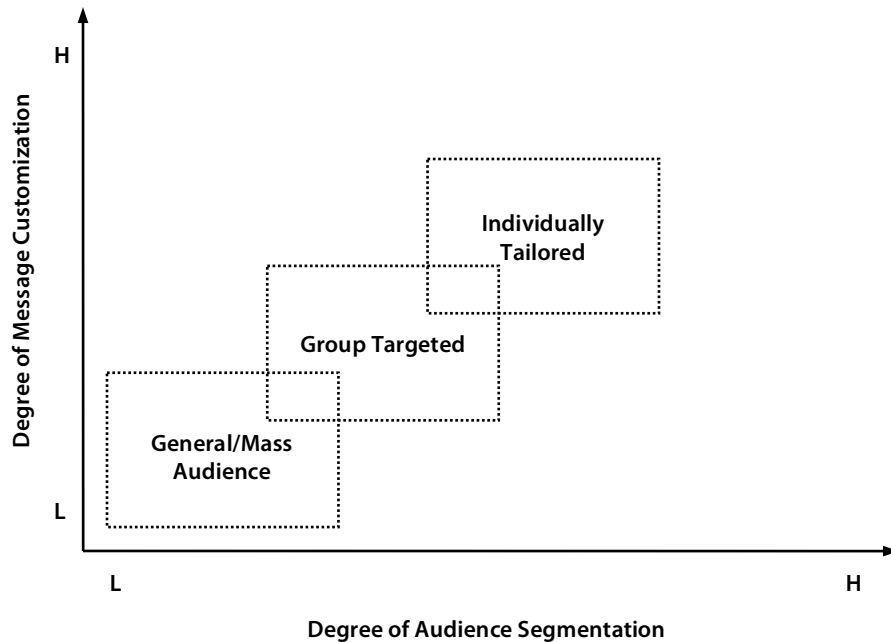 H
Degree of Message Customization
Individually
Tailored
Group Targeted
General/Mass
Audience
L
L
H
Degree of Audience Segmentation